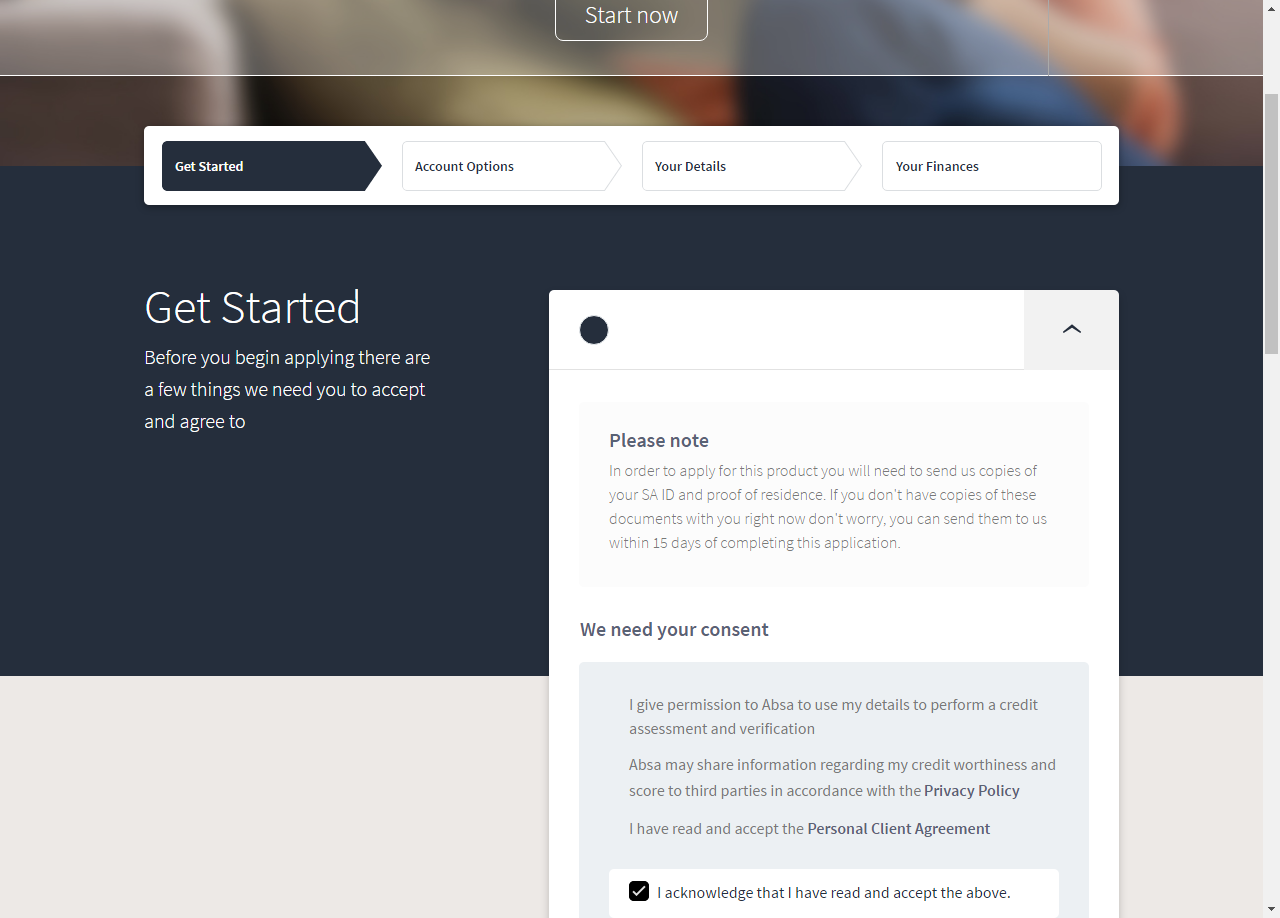 Start now
Get Started
Account Options
Your Details
Your Finances
Get Started
Before you begin applying there are
a few things we need you to accept
and agree to
Please note
In order to apply for this product you will need to send us copies of
your SA ID and proof of residence. If you don't have copies of these
documents with you right now don't worry, you can send them to us
within 15 days of completing this application.
We need your consent
I give permission to Absa to use my details to perform a credit
assessment and verification
Absa may share information regarding my credit worthiness and
score to third parties in accordance with the Privacy Policy
I have read and accept the Personal Client Agreement
I acknowledge that I have read and accept the above.